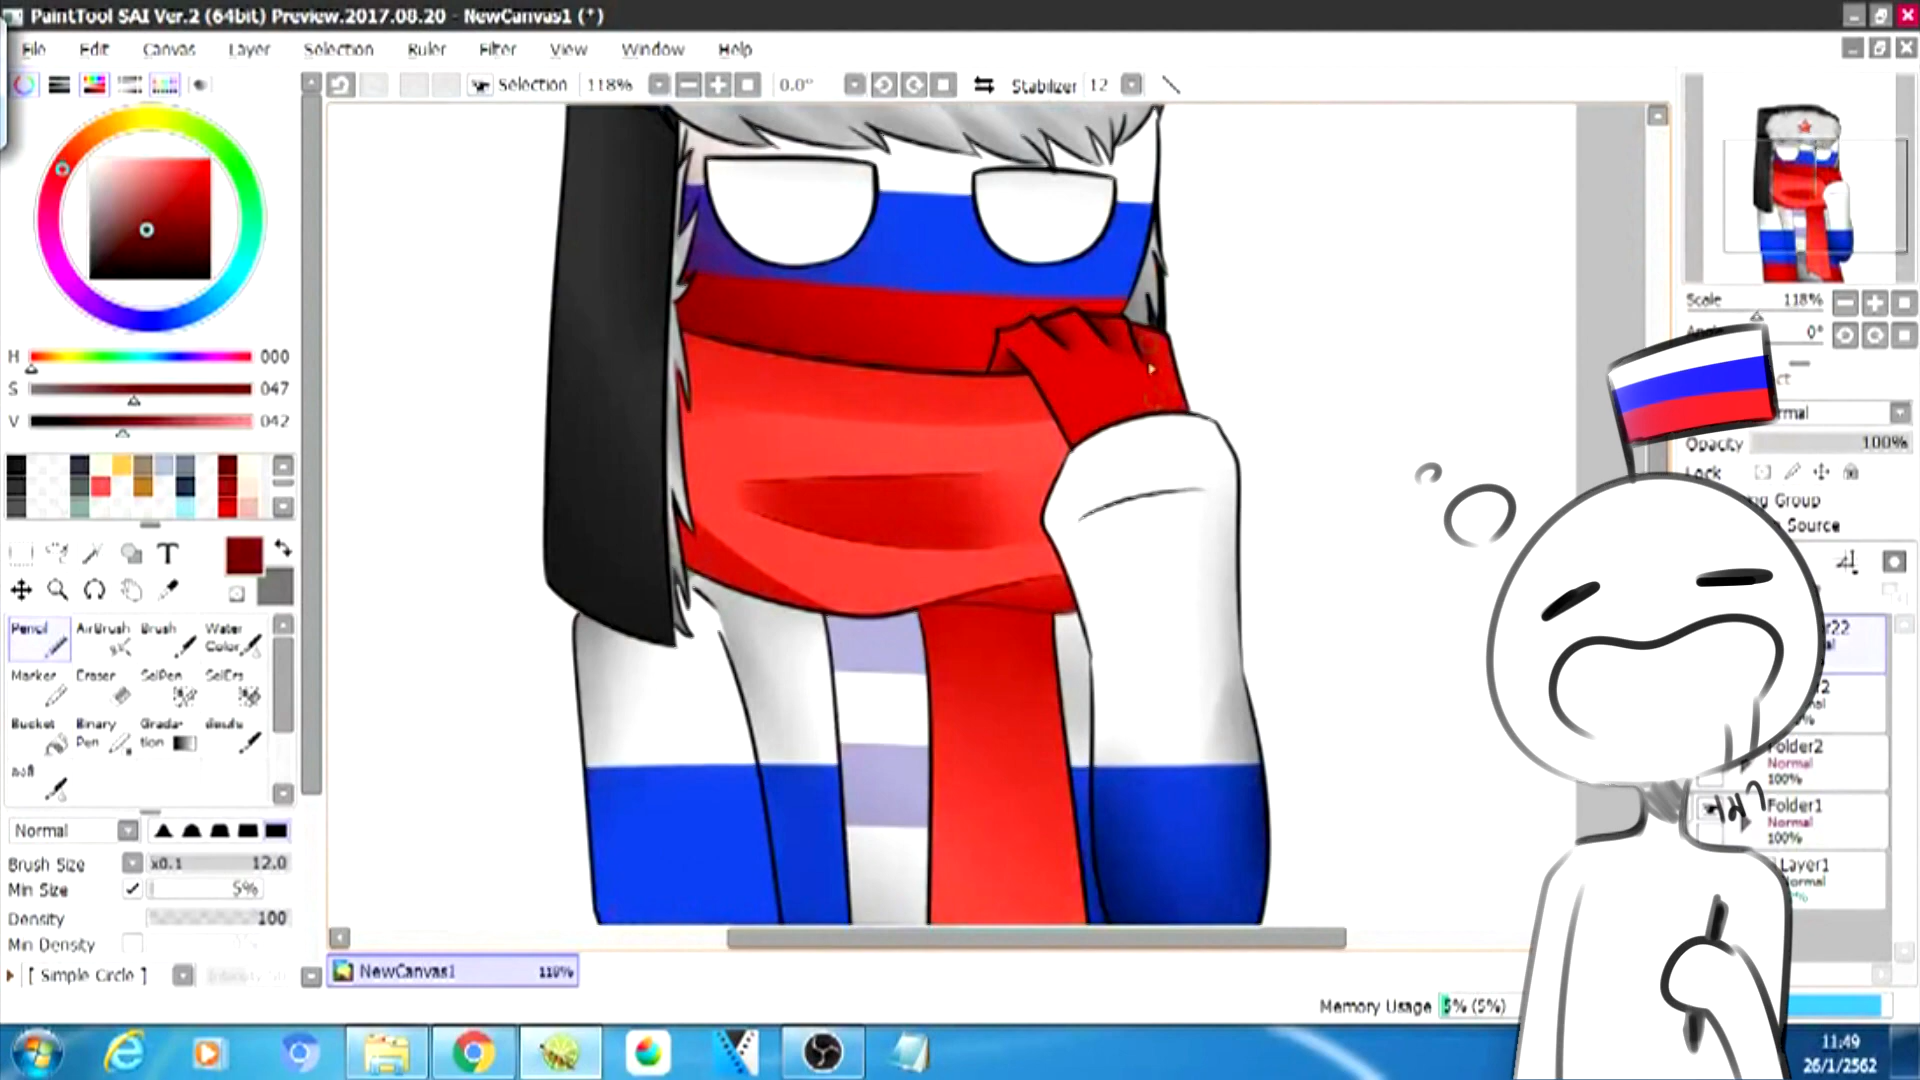 PaintTool SAI Ver.2 (64bit) Preview.2017.08.20 - NewCanvas1 (*)
File Edit Canvas Layer Selection Ruler Filter View Window Help
Selection 118% 0.0° Stabilizer 12
Scale 118%
0°
H 000
S 047
V 042
Opacity 100%
Lock
Group
Source
T
Pencil AirBrush Brush Water Color
Marker Eraser SelPen SelErs
Bucket Binary Pen Gradation
Folder2
Normal
100%
Folder1
Normal
100%
Layer1
Normal
Brush Size x0.1 12.0
Min Size 5%
Density 100
Min Density
[ Simple Circle ]
NewCanvas1 118%
Memory Usage 5% (5%)
11:49
26/1/2562